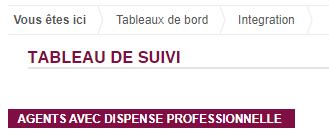 Vous êtes ici Tableaux de bord Integration
TABLEAU DE SUIVI
AGENTS AVEC DISPENSE PROFESSIONNELLE